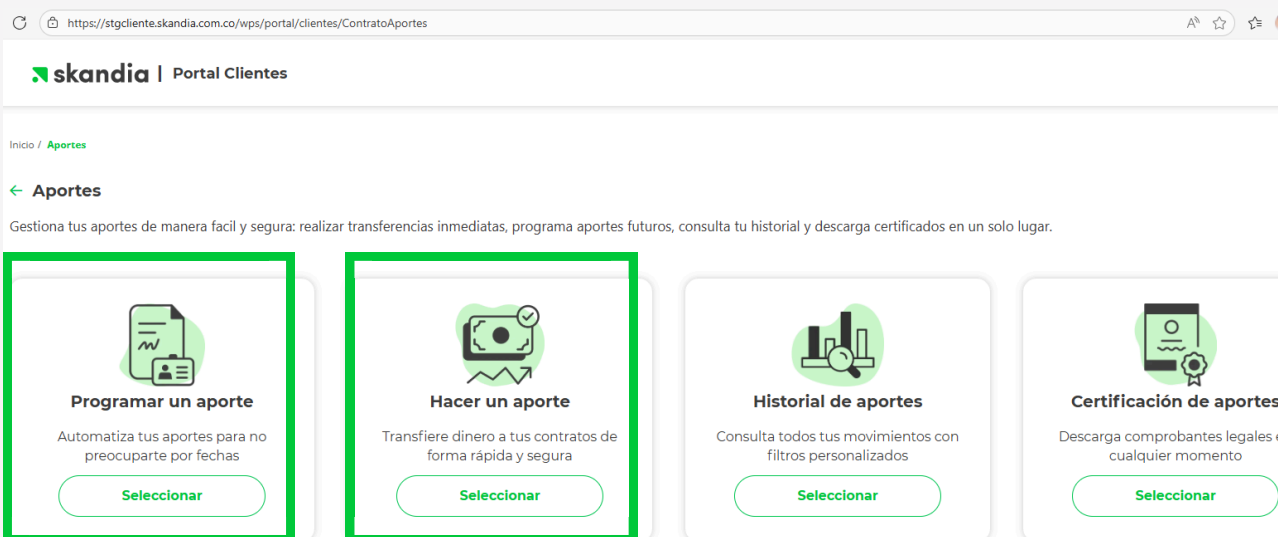 https://stgcliente.skandia.com.co/wps/portal/clientes/ContratoAportes
skandia | Portal Clientes
Inicio / Aportes
← Aportes
Gestiona tus aportes de manera facil y segura: realizar transferencias inmediatas, programa aportes futuros, consulta tu historial y descarga certificados en un solo lugar.
Programar un aporte
Automatiza tus aportes para no
preocuparte por fechas
Seleccionar
Hacer un aporte
Transfiere dinero a tus contratos de
forma rápida y segura
Seleccionar
Historial de aportes
Consulta todos tus movimientos con
filtros personalizados
Seleccionar
Certificación de aportes
Descarga comprobantes legales
cualquier momento
Seleccionar